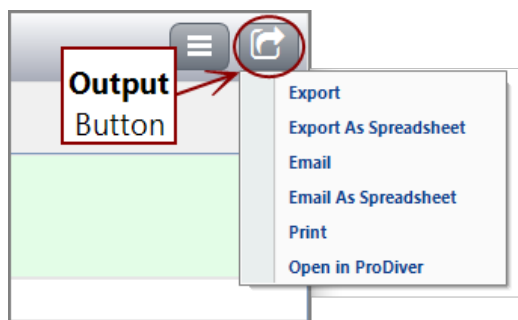 Output
Button
Export
Export As Spreadsheet
Email
Email As Spreadsheet
Print
Open in ProDiver